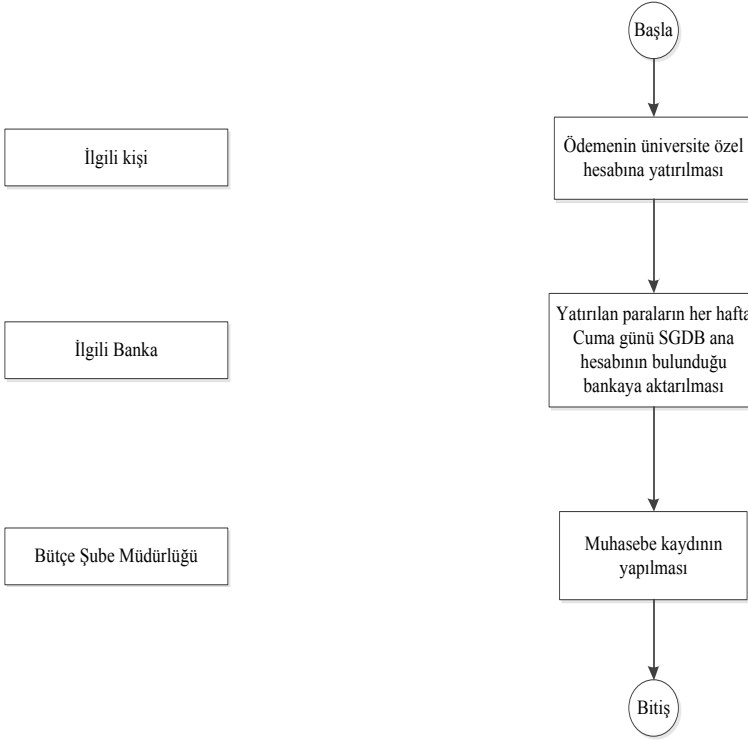 Başla
İlgili kişi
Ödemenin üniversite özel
hesabına yatırılması
İlgili Banka
Yatırılan paraların her hafta
Cuma günü SGDB ana
hesabının bulunduğu
bankaya aktarılması
Bütçe Şube Müdürlüğü
Muhasebe kaydının
yapılması
Bitiş